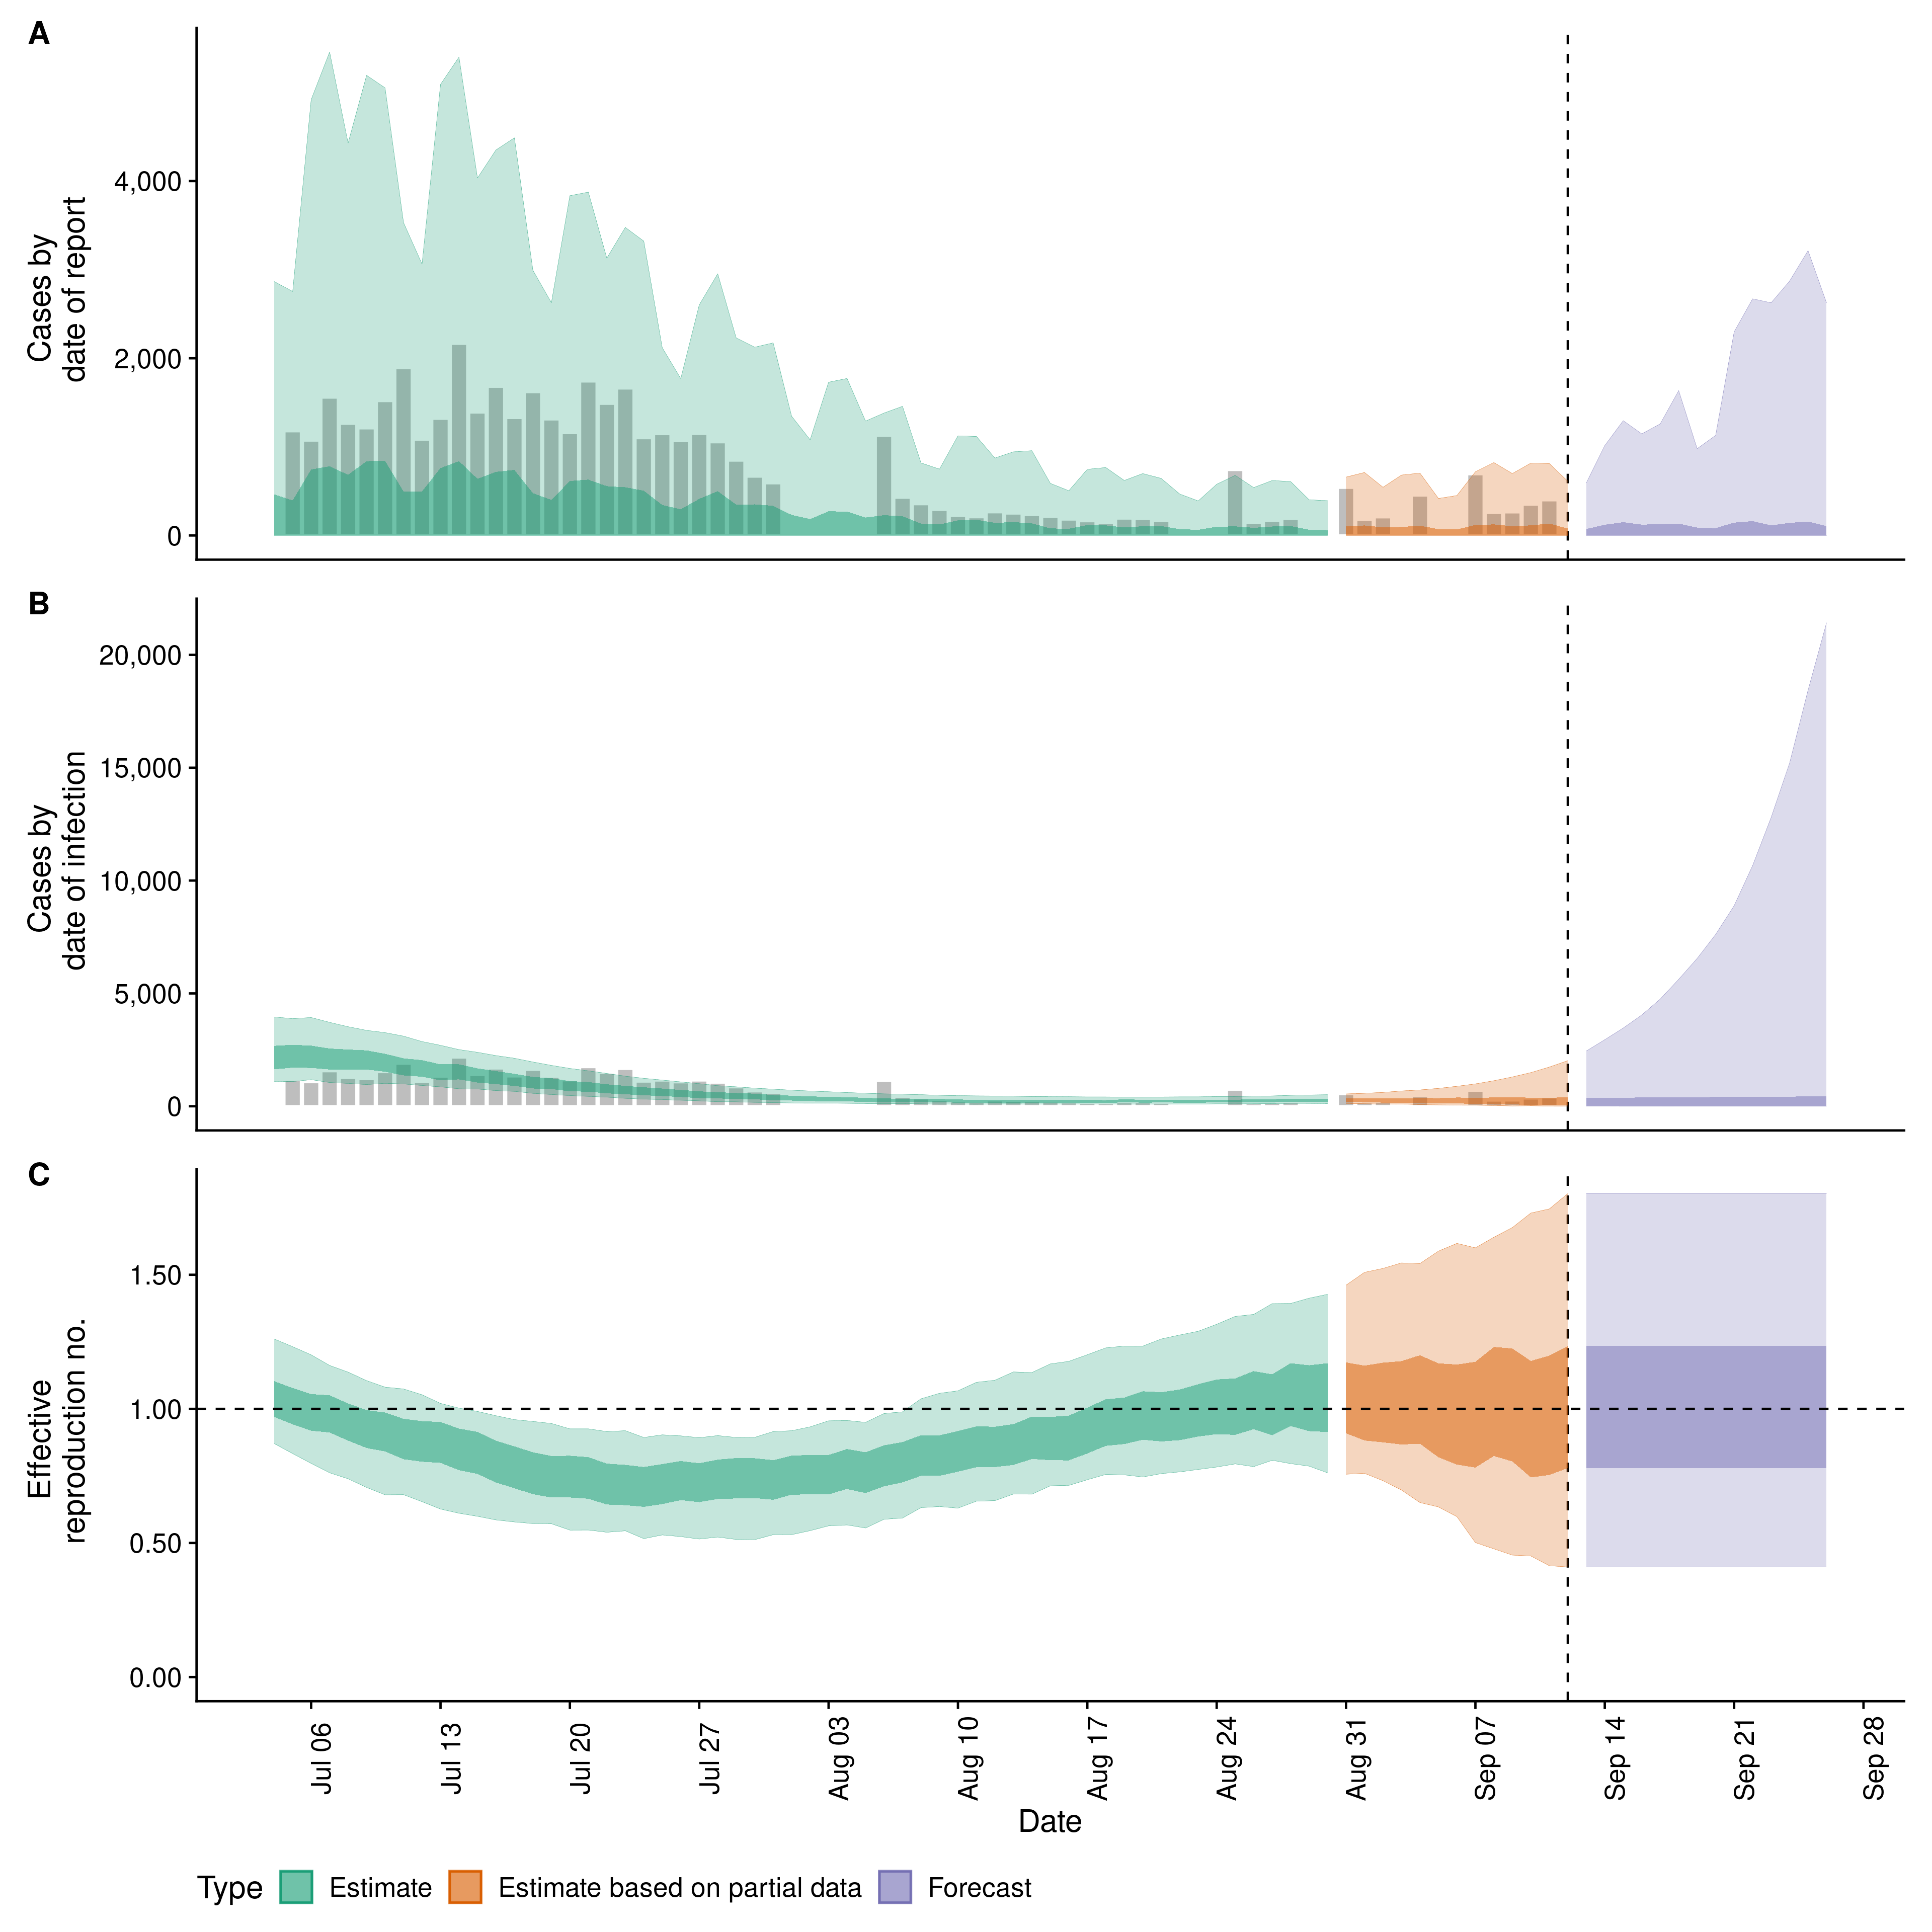 A
Cases by
date of report
4,000
2,000
0
B
Cases by
date of infection
20,000
15,000
10,000
5,000
0
C
Effective
reproduction no.
1.50
1.00
0.50
0.00
Jul 06
Jul 13
Jul 20
Jul 27
Aug 03
Aug 10
Aug 17
Aug 24
Aug 31
Sep 07
Sep 14
Sep 21
Sep 28
Date
Type
Estimate
Estimate based on partial data
Forecast